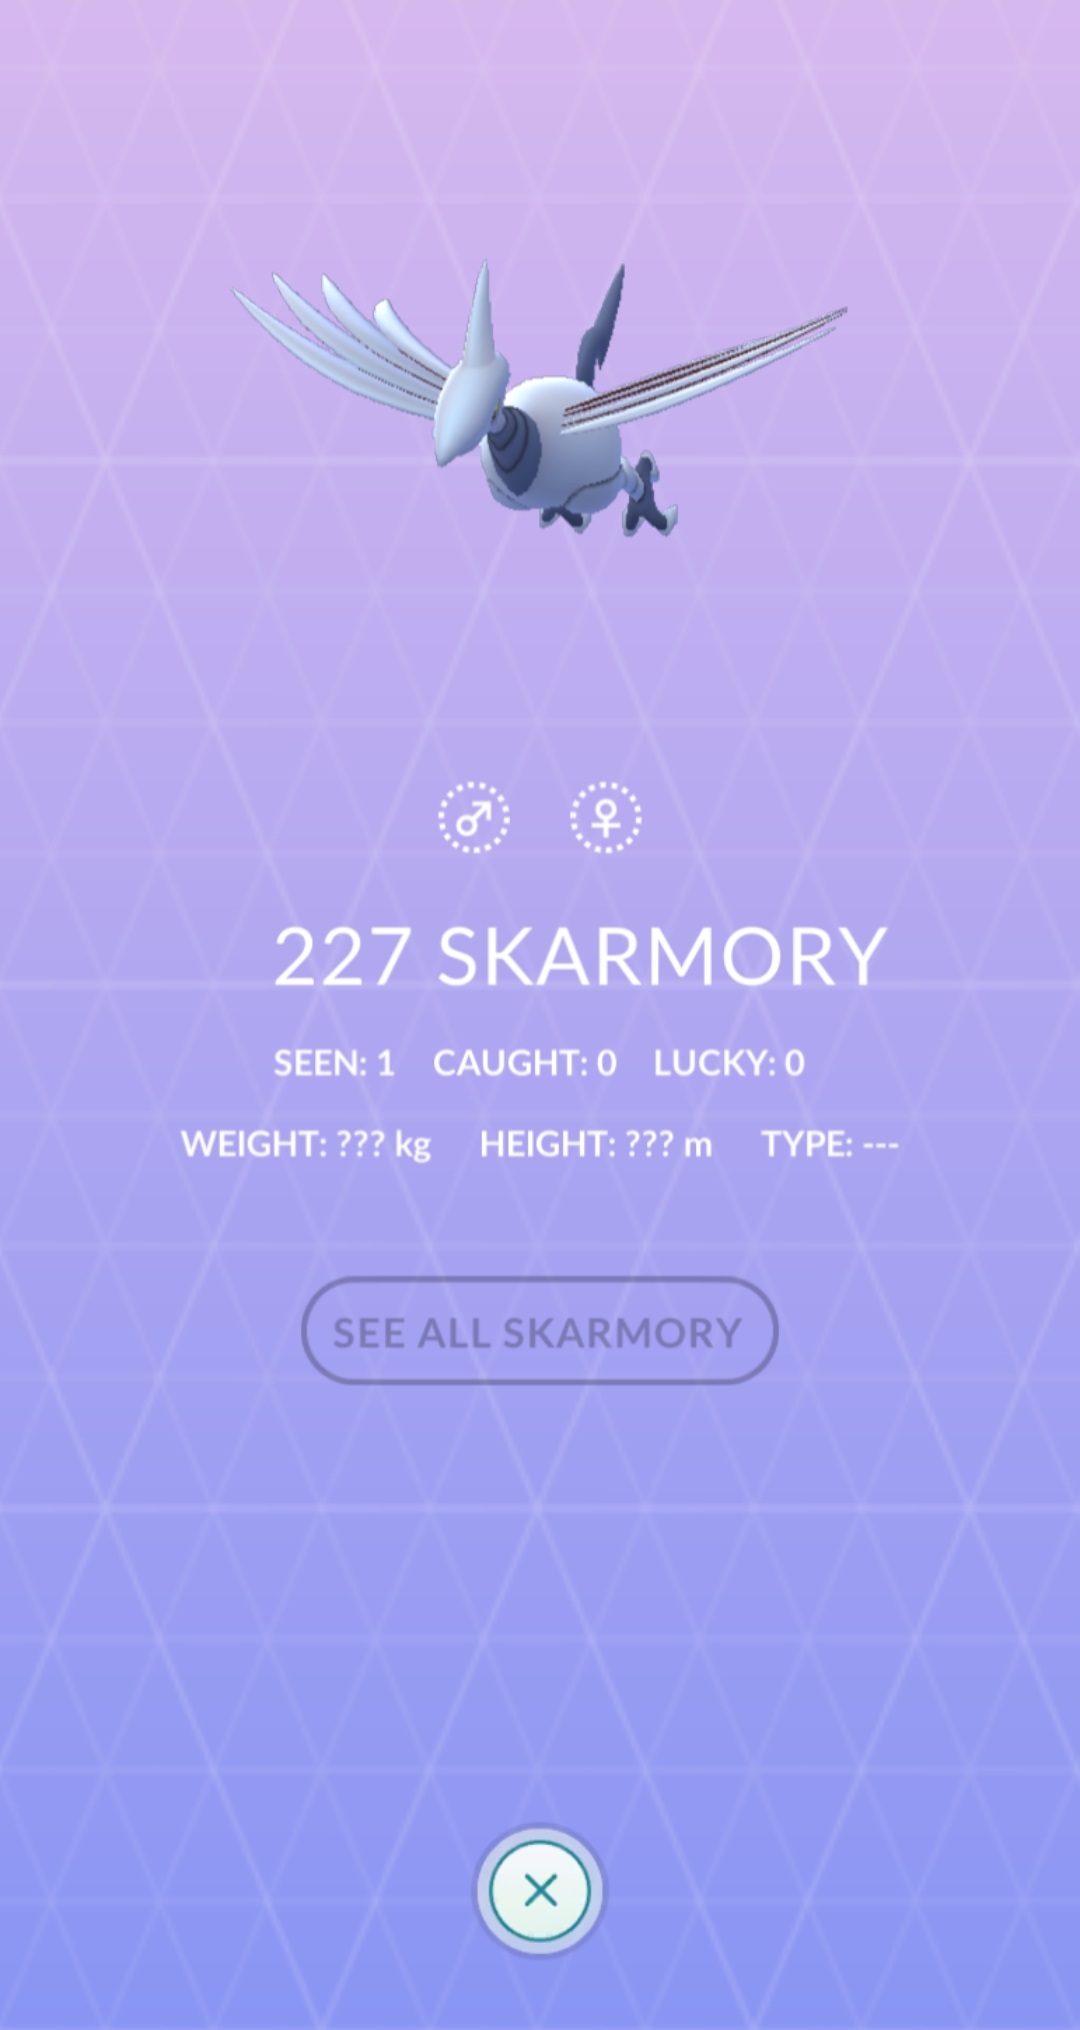 227 SKARMORY
SEEN: 1 CAUGHT: 0 LUCKY: 0
WEIGHT: ??? kg HEIGHT: ??? m TYPE: ---
SEE ALL SKARMORY